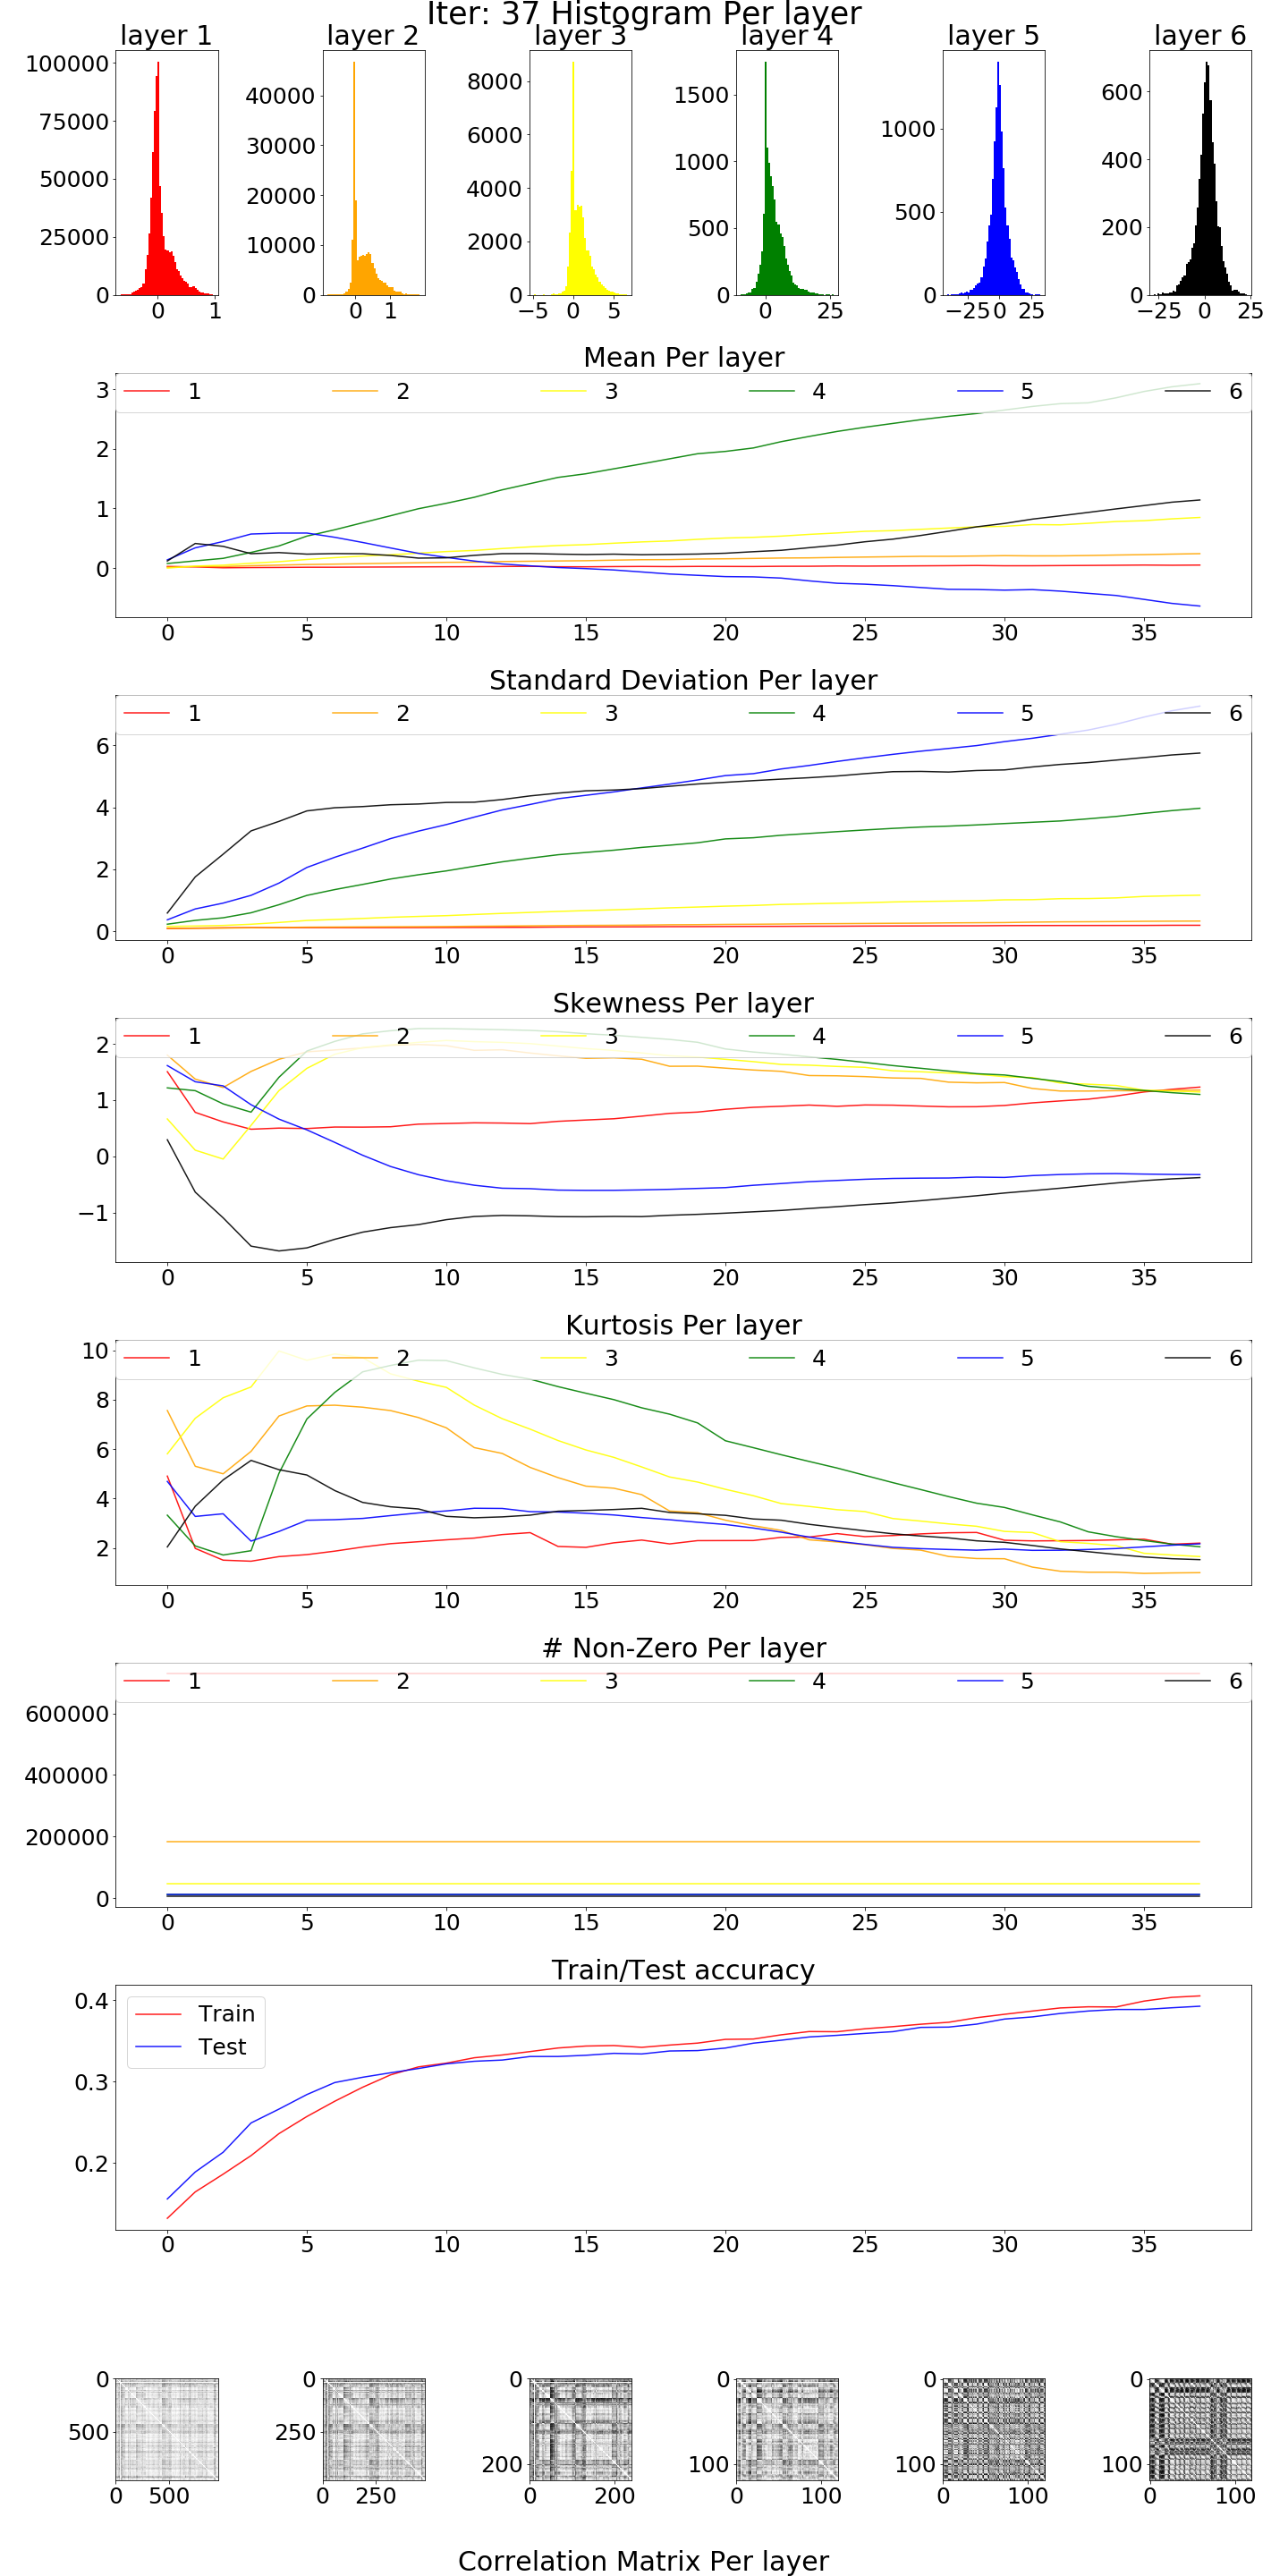 Iter: 37 Histogram Per layer
layer 1 layer 2 layer 3 layer 4 layer 5 layer 6
100000 75000 50000 25000 0
0 1
40000 30000 20000 10000 0
0 1
8000 6000 4000 2000 0
−5 0 5
1500 1000 500 0
0 25
1000 500 0
−25 0 25
600 400 200 0
−25 0 25
Mean Per layer
1 2 3 4 5 6
3
2
1
0
0 5 10 15 20 25 30 35
Standard Deviation Per layer
1 2 3 4 5 6
6
4
2
0
0 5 10 15 20 25 30 35
Skewness Per layer
1 2 3 4 5 6
2
1
0
−1
0 5 10 15 20 25 30 35
Kurtosis Per layer
1 2 3 4 5 6
10
8
6
4
2
0 5 10 15 20 25 30 35
# Non-Zero Per layer
1 2 3 4 5 6
600000
400000
200000
0
0 5 10 15 20 25 30 35
Train/Test accuracy
Train
Test
0.4
0.3
0.2
0 5 10 15 20 25 30 35
0 500
0 500
0 250
0 250
0 200
0 200
0 100
0 100
0 100
0 100
0 100
0 100
Correlation Matrix Per layer